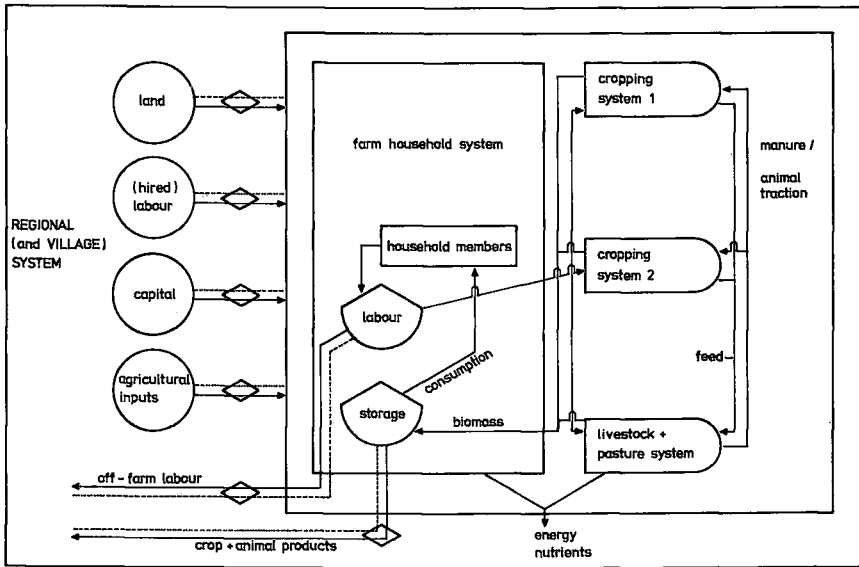 land
(hired)
labour
REGIONAL
(and VILLAGE)
SYSTEM
capital
agricultural
inputs
off-farm labour
crop + animal products
farm household system
household members
labour
consumption
storage
biomass
cropping
system 1
manure /
animal
traction
cropping
system 2
feed
livestock +
pasture system
energy
nutrients